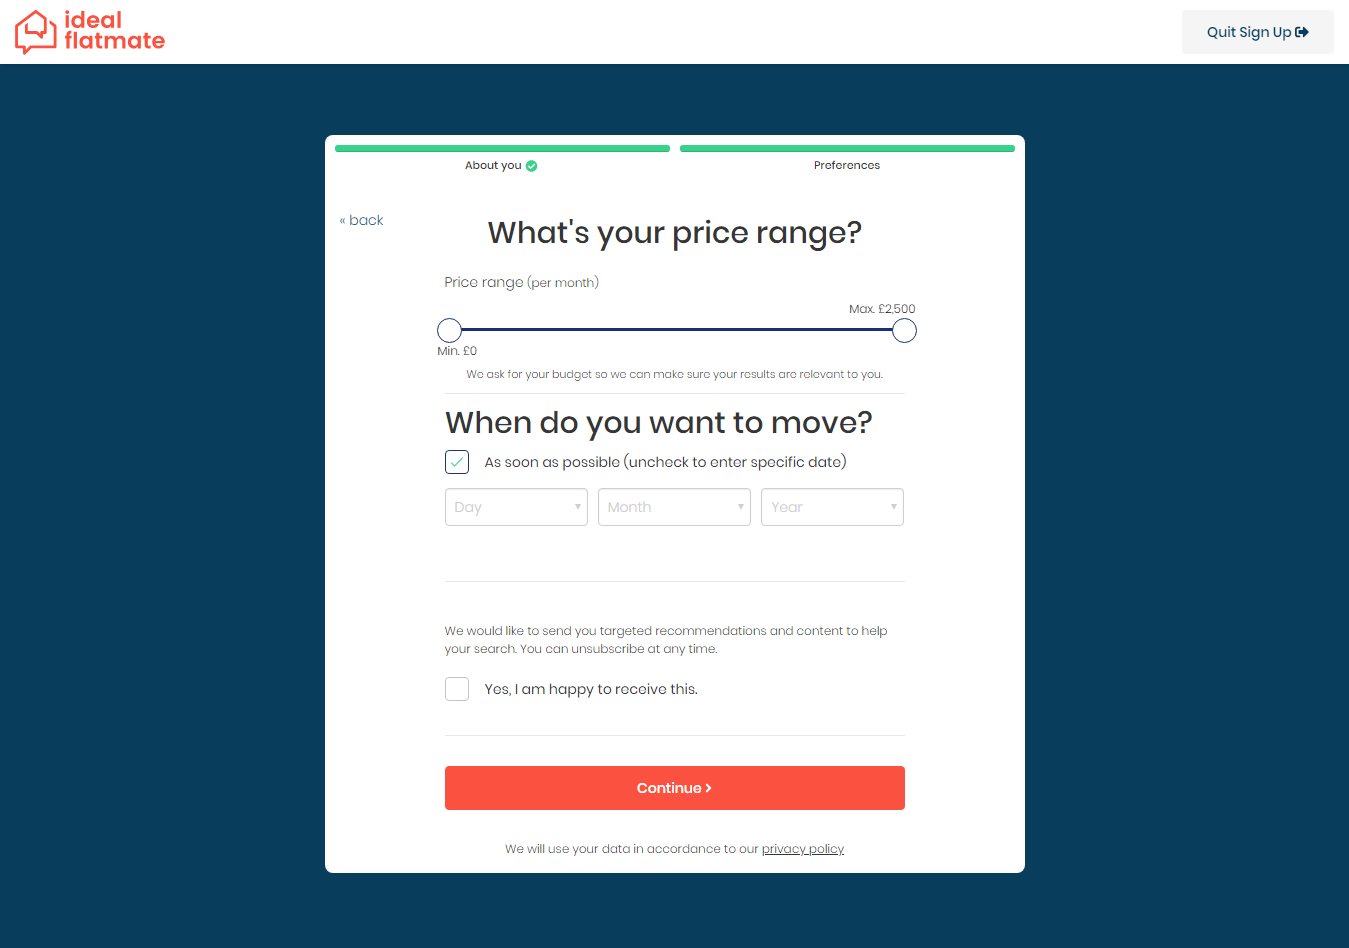 ideal
flatmate
Quit Sign Up
About you
Preferences
« back
What's your price range?
Price range (per month)
Max. £2,500
Min. £0
We ask for your budget so we can make sure your results are relevant to you.
When do you want to move?
As soon as possible (uncheck to enter specific date)
Day
Month
Year
We would like to send you targeted recommendations and content to help
your search. You can unsubscribe at any time.
Yes, I am happy to receive this.
Continue
We will use your data in accordance to our privacy policy